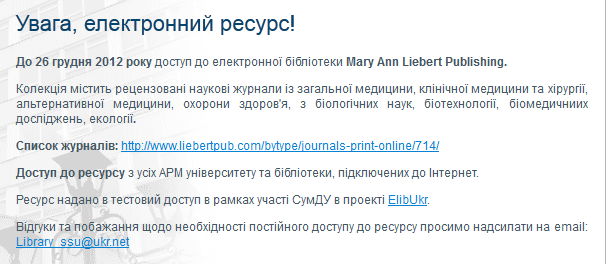 Увага, електронний ресурс!
До 26 грудня 2012 року доступ до електронної бібліотеки Mary Ann Liebert Publishing.
Колекція містить рецензовані наукові журнали із загальної медицини, клінічної медицини та хірургії,
альтернативної медицини, охорони здоров'я, з біологічних наук, біотехнології, біомедичниих
досліджень, екології.
Список журналів: http://www.liebertpub.com/bytype/journals-print-online/714/
Доступ до ресурсу з усіх АРМ університету та бібліотеки, підключених до Інтернет.
Ресурс надано в тестовий доступ в рамках участі СумДУ в проекті ElibUkr.
Відгуки та побажання щодо необхідності постійного доступу до ресурсу просимо надсилати на email:
Library_ssu@ukr.net